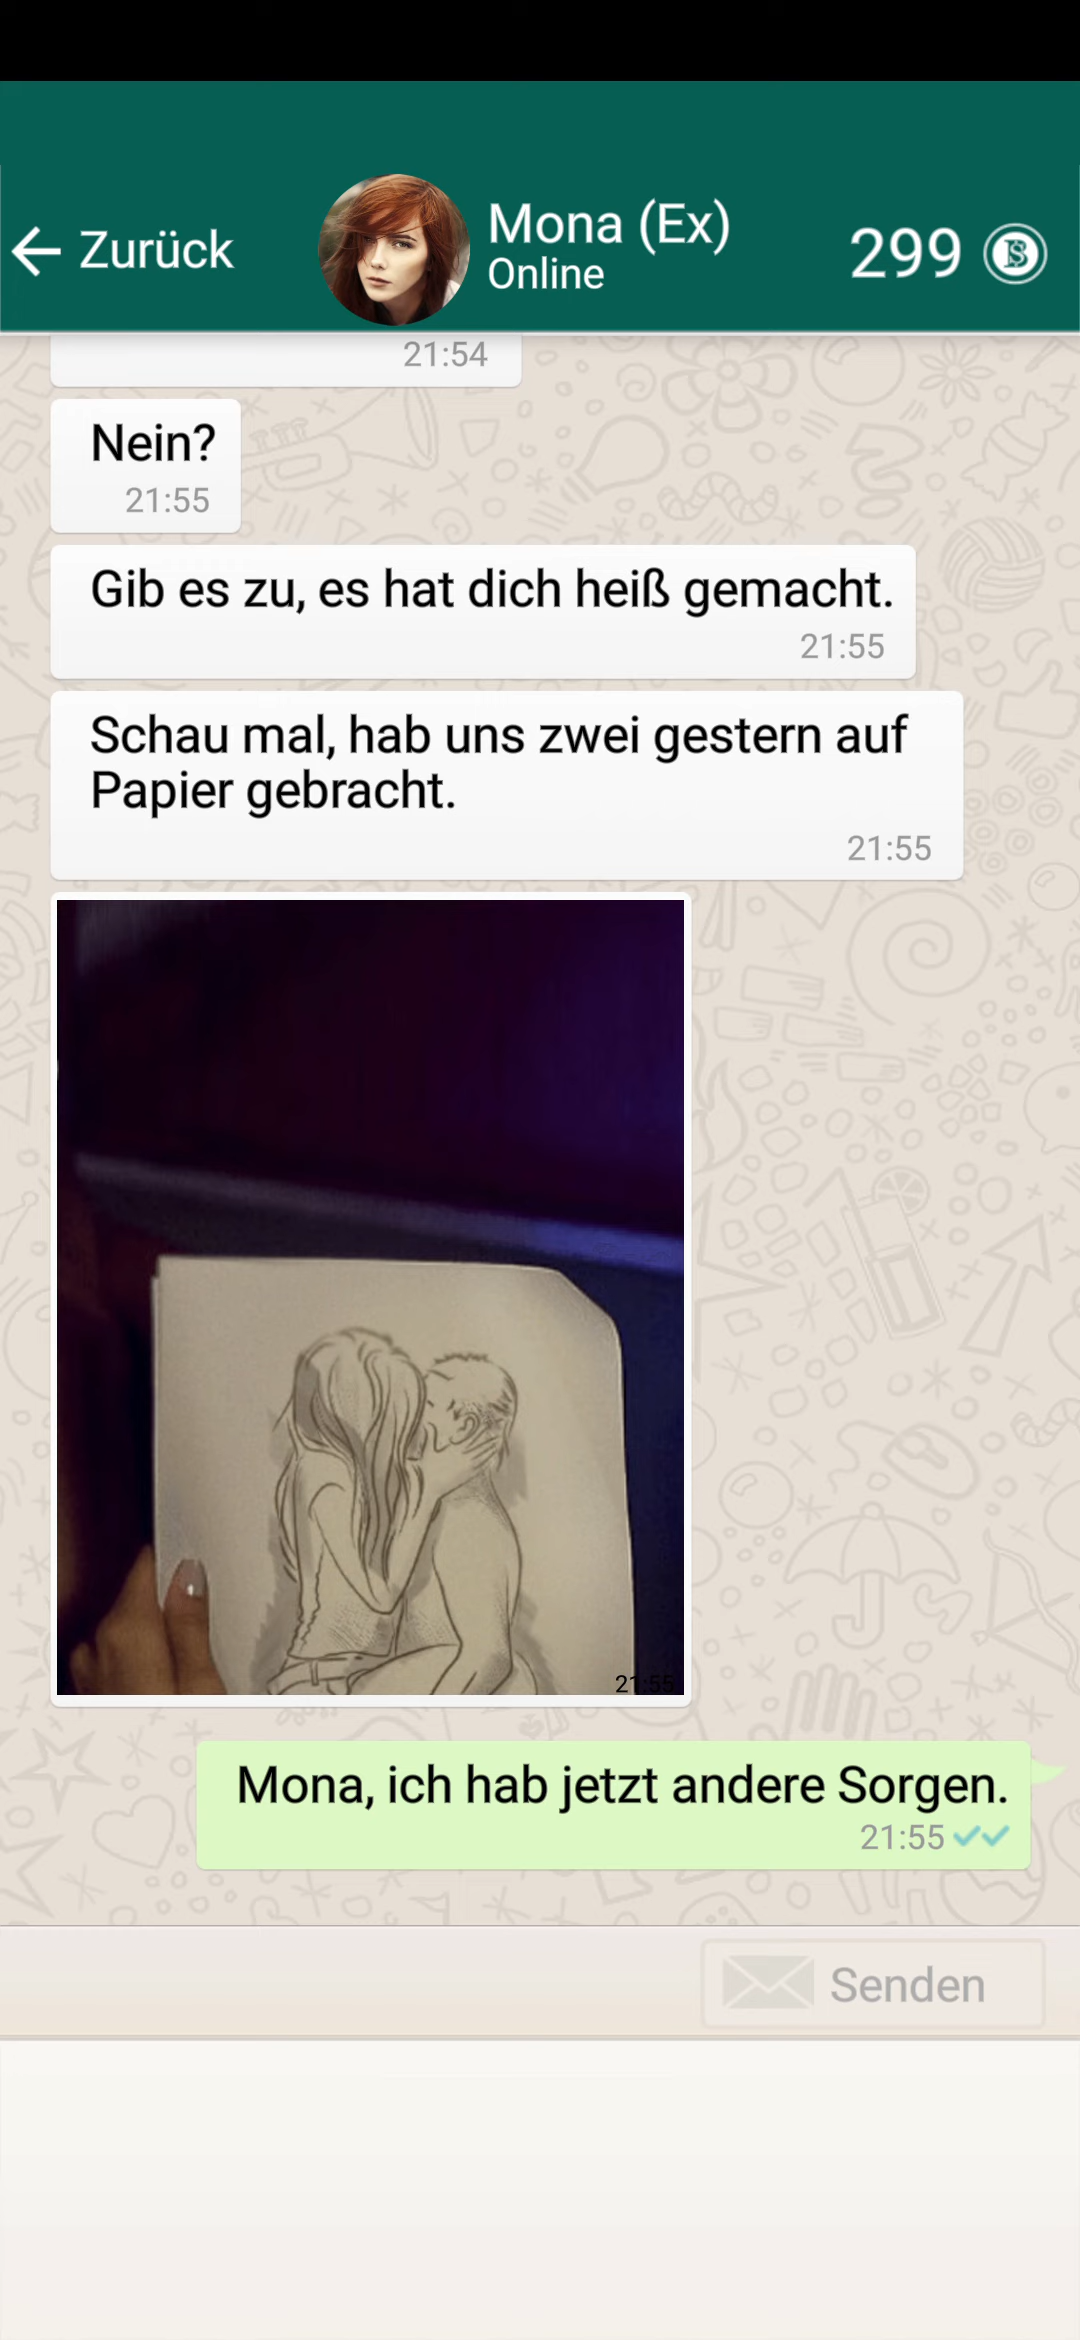 ← Zurück
Mona (Ex)
Online
299
21:54
Nein?
21:55
Gib es zu, es hat dich heiß gemacht.
21:55
Schau mal, hab uns zwei gestern auf
Papier gebracht.
21:55
21:55
Mona, ich hab jetzt andere Sorgen.
21:55
Senden